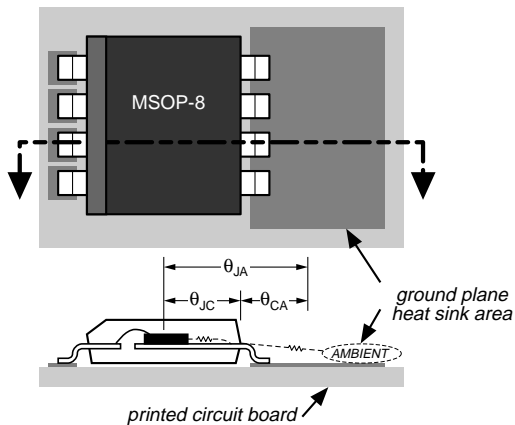 MSOP-8
θJA
θJC
θCA
ground plane
heat sink area
AMBIENT
printed circuit board